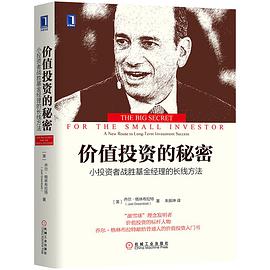 THE BIG SECRET
FOR THE SMALL INVESTOR
A New Route to Long-Term Investment Success
价值投资的秘密
小投资者战胜基金经理的长线方法
[美] 乔尔·格林布拉特 著
(Joel Greenblatt)
"滚雪球"理念发明者
价值投资的标杆人物
乔尔·格林布拉特献给普通人的价值投资入门书
机械工业出版社
价值投资的秘密
小投资者战胜基金经理的长线方法